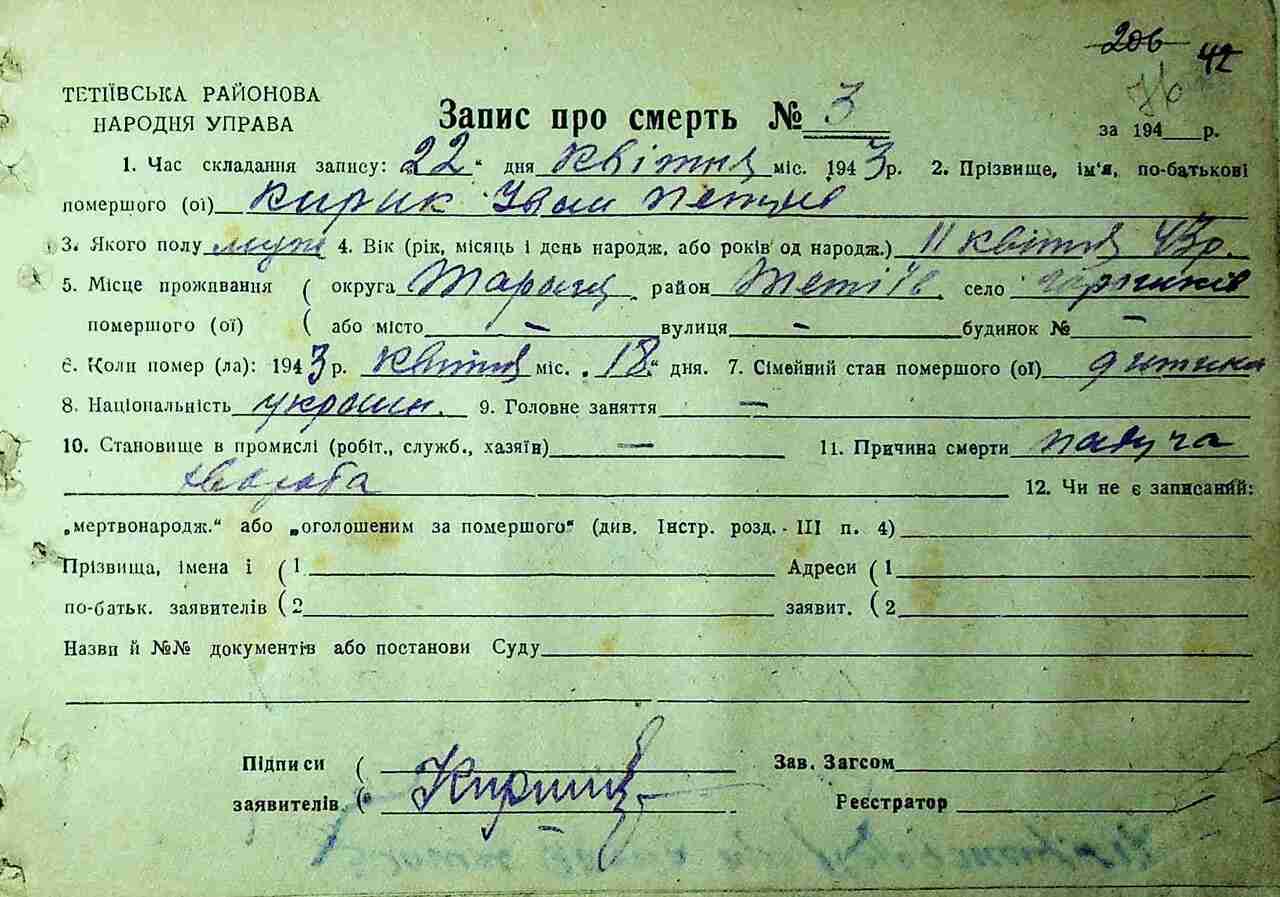 206 42
70
ТЕТІЇВСЬКА РАЙОНОВА
НАРОДНЯ УПРАВА
Запис про смерть № 3
за 194 р.
1. Час складання запису: 22" дня квітня міс. 1943 р. 2. Прізвище, ім'я, по-батькові
помершого (ої) Кирик Іван
3. Якого полу муж 4. Вік (рік, місяць і день народж. або років од народж.) 11 квітня 43 р.
5. Місце проживання ( округа Тараща район Тетіїв село
помершого (ої) ( або місто — вулиця — будинок № —
6. Коли помер (ла): 1943 р. квітня міс. „18" дня. 7. Сімейний стан помершого (ої) дитина
8. Національність україн. 9. Головне заняття —
10. Становище в промислі (робіт., служб., хазяїн) — 11. Причина смерти падуча
хвороба 12. Чи не є записаний:
„мертвонародж." або „оголошеним за помершого" (див. Інстр. розд. - III п. 4)
Прізвища, імена і ( 1 Адреси ( 1
по-батьк. заявителів ( 2 заявит. ( 2
Назви й №№ документів або постанови Суду
Підписи ( Зав. Загсом
заявителів ( Реєстратор